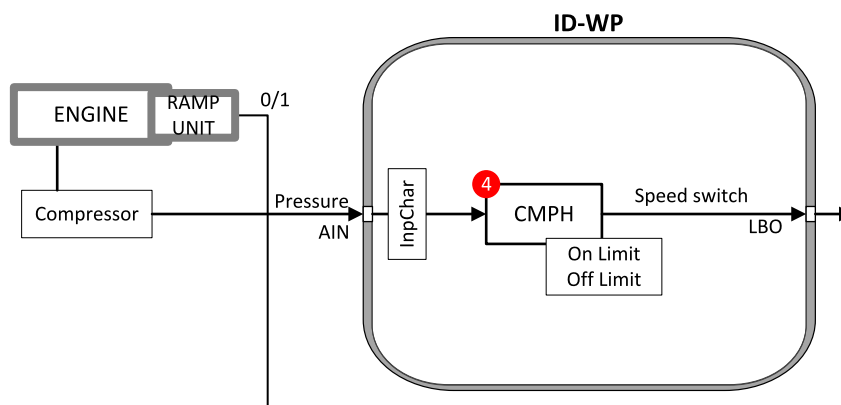 ID-WP
ENGINE
RAMP
UNIT
0/1
Compressor
Pressure
AIN
InpChar
4
CMPH
On Limit
Off Limit
Speed switch
LBO